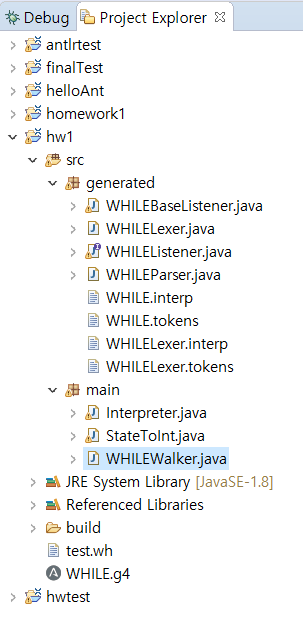 Debug Project Explorer
antlrtest
finalTest
helloAnt
homework1
hw1
src
generated
WHILEBaseListener.java
WHILELexer.java
WHILEListener.java
WHILEParser.java
WHILE.interp
WHILE.tokens
WHILELexer.interp
WHILELexer.tokens
main
Interpreter.java
StateToInt.java
WHILEWalker.java
JRE System Library [JavaSE-1.8]
Referenced Libraries
build
test.wh
WHILE.g4
hwtest